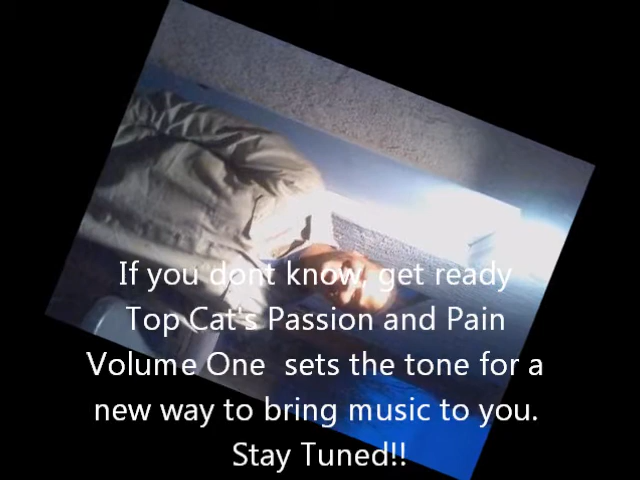 If you dont know, get ready
Top Cat's Passion and Pain
Volume One  sets the tone for a
new way to bring music to you.
Stay Tuned!!